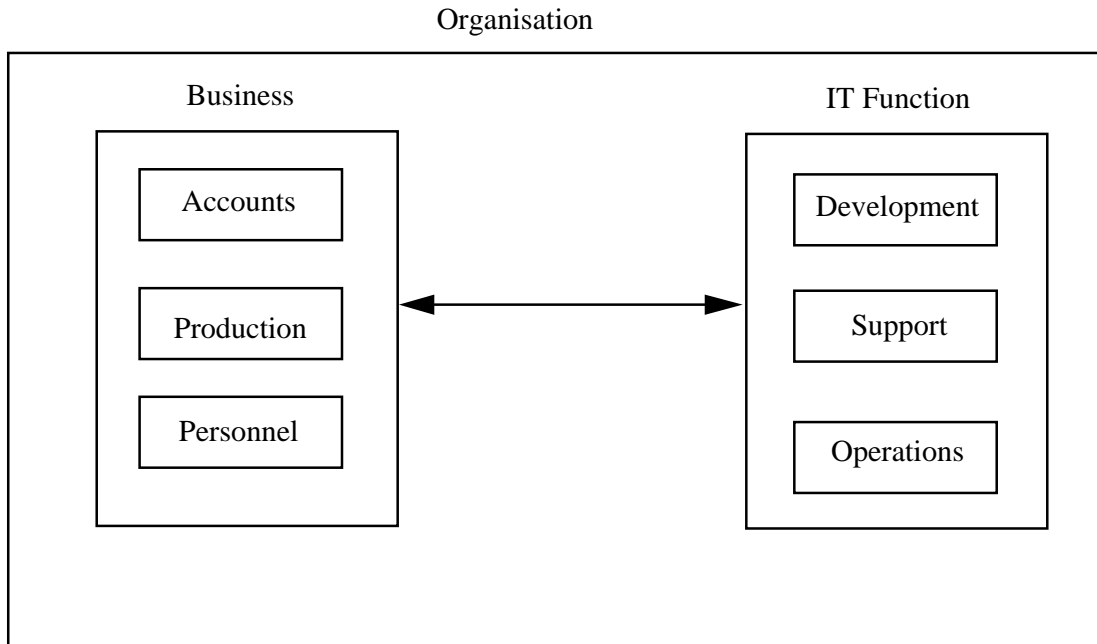 Organisation
Business
IT Function
Accounts
Development
Production
Support
Personnel
Operations